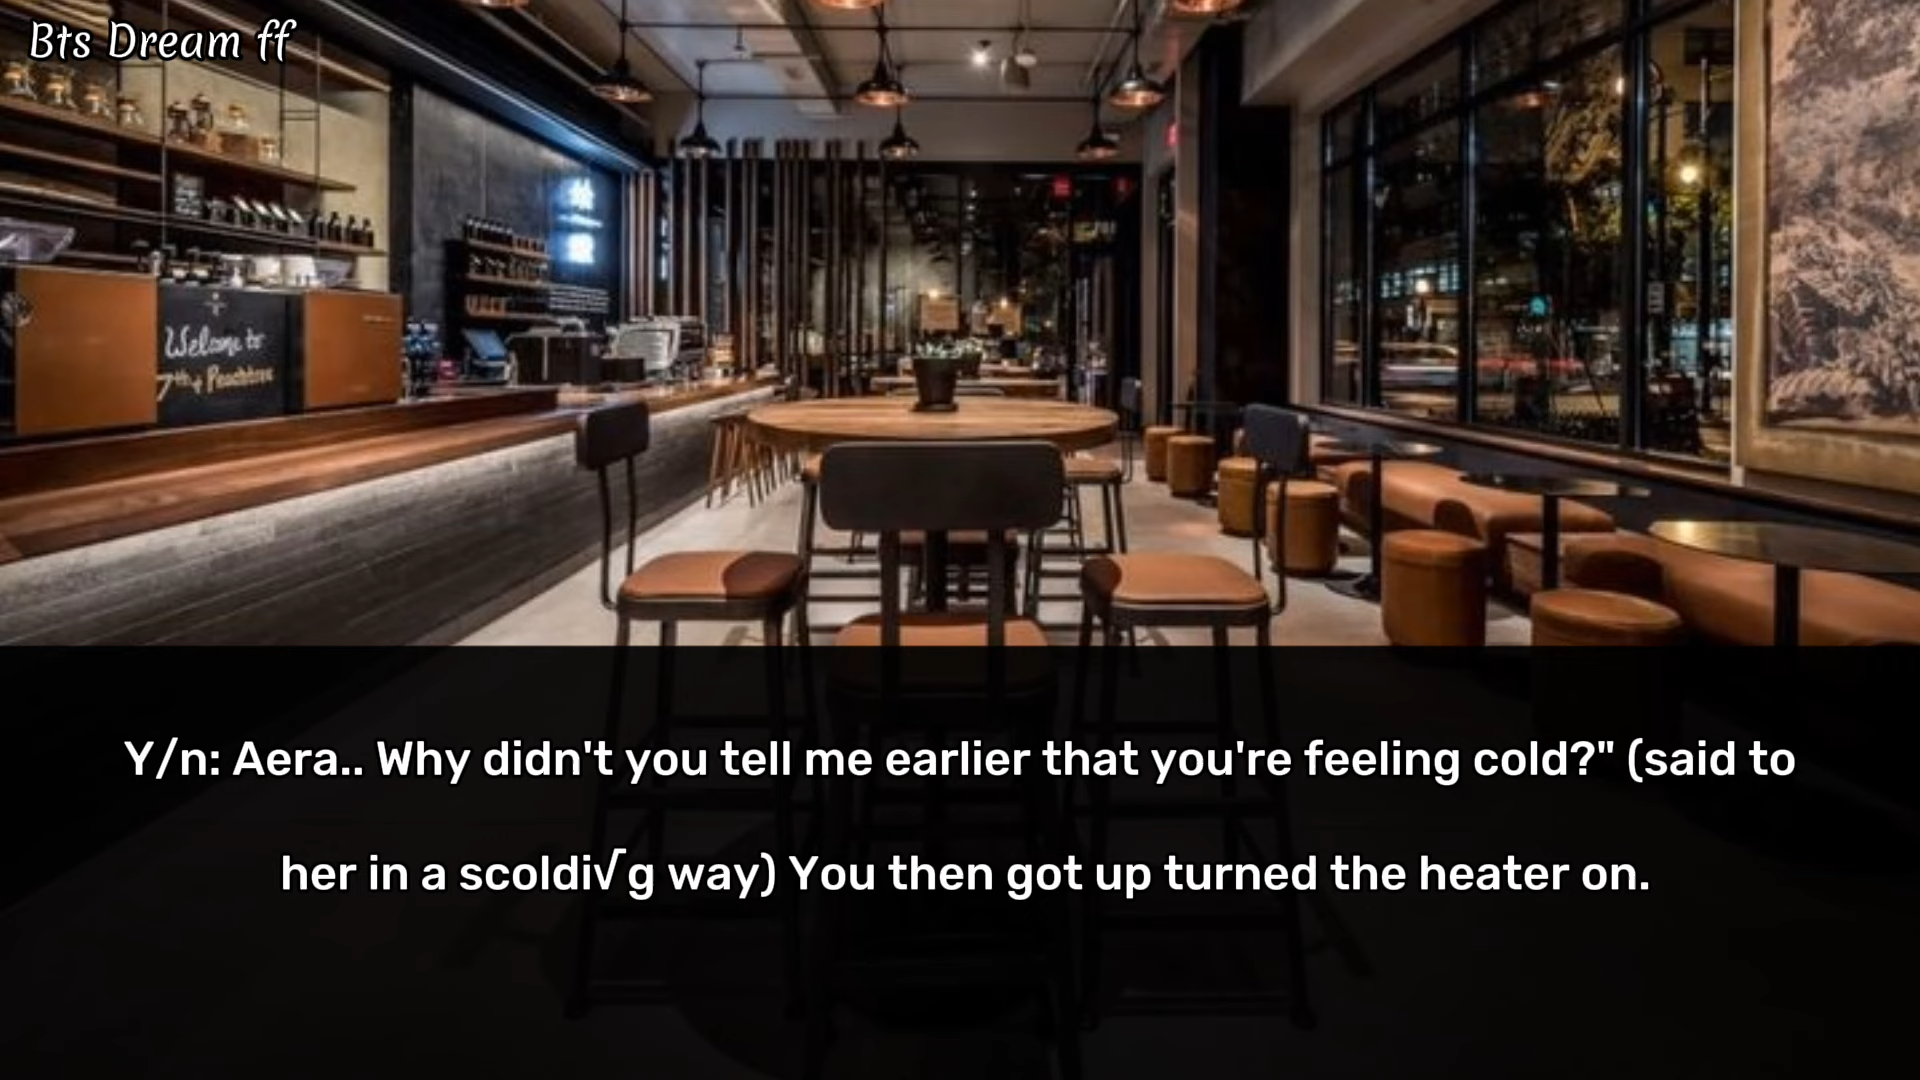 Bts Dream ff
Welcome to
7th & Peachtree
Y/n: Aera.. Why didn't you tell me earlier that you're feeling cold?" (said to
her in a scoldi√g way) You then got up turned the heater on.